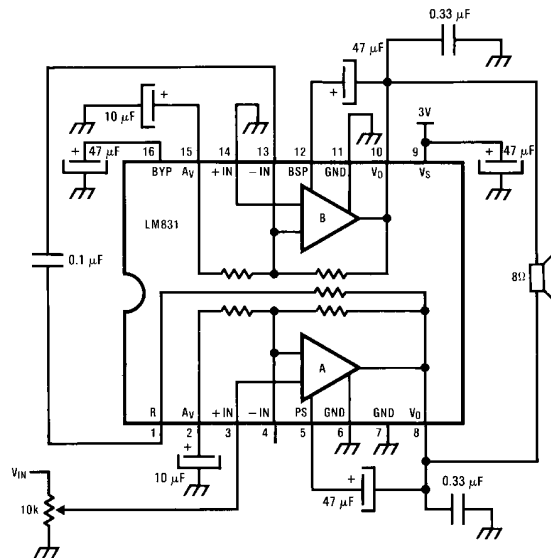 0.33 μF
47 μF
+
10 μF
+
+
47 μF
3V
+
47 μF
16 15 14 13 12 11 10 9
BYP AV +IN −IN BSP GND VO VS
LM831
B
0.1 μF
8Ω
A
R AV +IN −IN PS GND GND VO
1 2 3 4 5 6 7 8
+
10 μF
VIN
10k
+
47 μF
0.33 μF